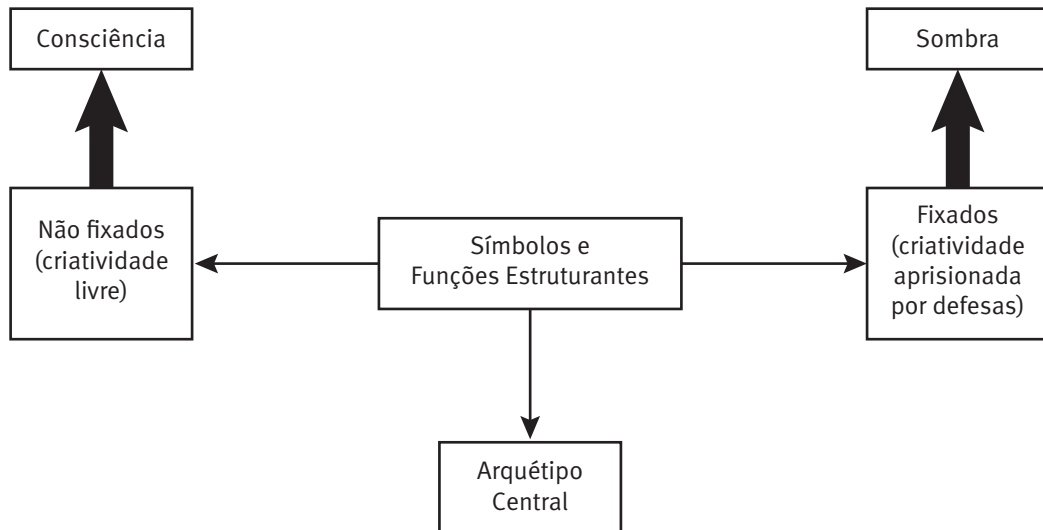 Consciência
Sombra
Não fixados
(criatividade
livre)
Símbolos e
Funções Estruturantes
Fixados
(criatividade
aprisionada
por defesas)
Arquétipo
Central